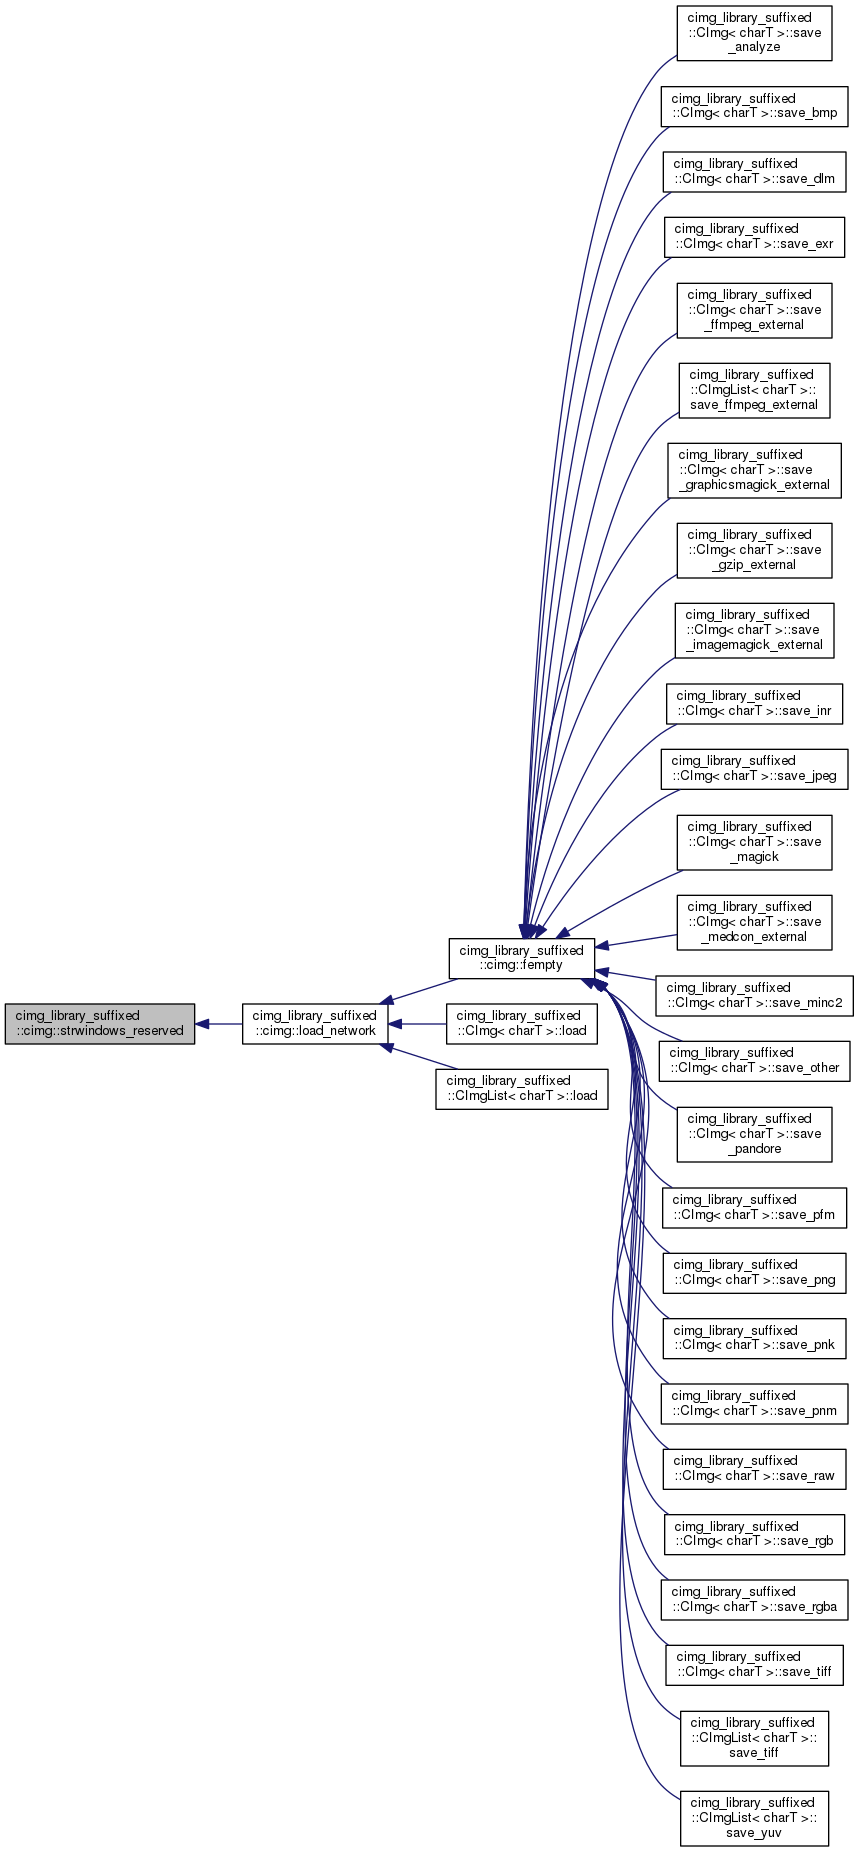 cimg_library_suffixed
::CImg< charT >::save
_analyze
cimg_library_suffixed
::CImg< charT >::save_bmp
cimg_library_suffixed
::CImg< charT >::save_dlm
cimg_library_suffixed
::CImg< charT >::save_exr
cimg_library_suffixed
::CImg< charT >::save
_ffmpeg_external
cimg_library_suffixed
::CImgList< charT >::
save_ffmpeg_external
cimg_library_suffixed
::CImg< charT >::save
_graphicsmagick_external
cimg_library_suffixed
::CImg< charT >::save
_gzip_external
cimg_library_suffixed
::CImg< charT >::save
_imagemagick_external
cimg_library_suffixed
::CImg< charT >::save_inr
cimg_library_suffixed
::CImg< charT >::save_jpeg
cimg_library_suffixed
::CImg< charT >::save
_magick
cimg_library_suffixed
::CImg< charT >::save
_medcon_external
cimg_library_suffixed
::cimg::fempty
cimg_library_suffixed
::CImg< charT >::save_minc2
cimg_library_suffixed
::cimg::strwindows_reserved
cimg_library_suffixed
::cimg::load_network
cimg_library_suffixed
::CImg< charT >::load
cimg_library_suffixed
::CImg< charT >::save_other
cimg_library_suffixed
::CImgList< charT >::load
cimg_library_suffixed
::CImg< charT >::save
_pandore
cimg_library_suffixed
::CImg< charT >::save_pfm
cimg_library_suffixed
::CImg< charT >::save_png
cimg_library_suffixed
::CImg< charT >::save_pnk
cimg_library_suffixed
::CImg< charT >::save_pnm
cimg_library_suffixed
::CImg< charT >::save_raw
cimg_library_suffixed
::CImg< charT >::save_rgb
cimg_library_suffixed
::CImg< charT >::save_rgba
cimg_library_suffixed
::CImg< charT >::save_tiff
cimg_library_suffixed
::CImgList< charT >::
save_tiff
cimg_library_suffixed
::CImgList< charT >::
save_yuv